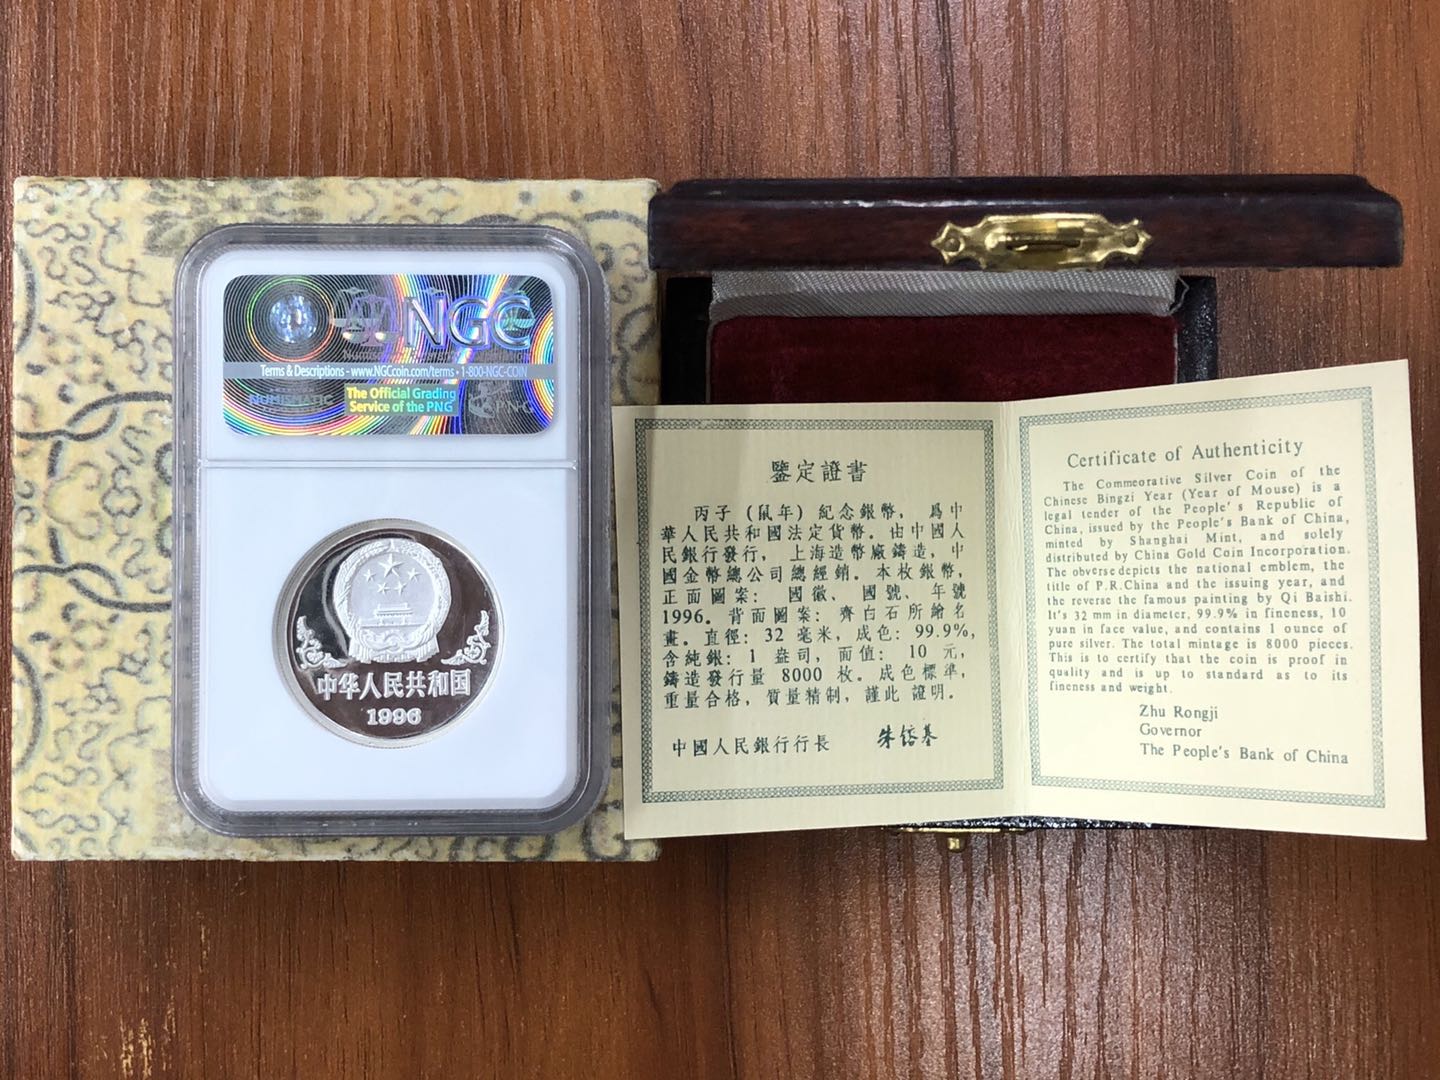 NGC
Terms & Descriptions - www.NGCcoin.com/terms • 1-800-NGC-COIN
NUMISMATIC
The Official Grading
Service of the PNG
PNG
中华人民共和国
1996
鑒定證書
丙子（鼠年）紀念銀幣，爲中
華人民共和國法定貨幣。由中國人
民銀行發行，上海造幣廠鑄造，中
國金幣總公司總經銷。本枚銀幣，
正面圖案：國徽、國號、年號
1996。背面圖案：齊白石所繪名
畫。直徑：32毫米，成色：99.9%，
含純銀：1盎司，面值：10元，
鑄造發行量8000枚。成色標準，
重量合格，質量精制，謹此證明。
中國人民銀行行長 朱鎔基
Certificate of Authenticity
The Commeorative Silver Coin of the
Chinese Bingzi Year (Year of Mouse) is a
legal tender of the People's Republic of
China, issued by the People's Bank of China,
minted by Shanghai Mint, and solely
distributed by China Gold Coin Incorporation.
The obverse depicts the national emblem, the
title of P.R.China and the issuing year, and
the reverse the famous painting by Qi Baishi.
It's 32 mm in diameter, 99.9% in fineness, 10
yuan in face value, and contains 1 ounce of
pure silver. The total mintage is 8000 pieces.
This is to certify that the coin is proof in
quality and is up to standard as to its
fineness and weight.
Zhu Rongji
Governor
The People's Bank of China